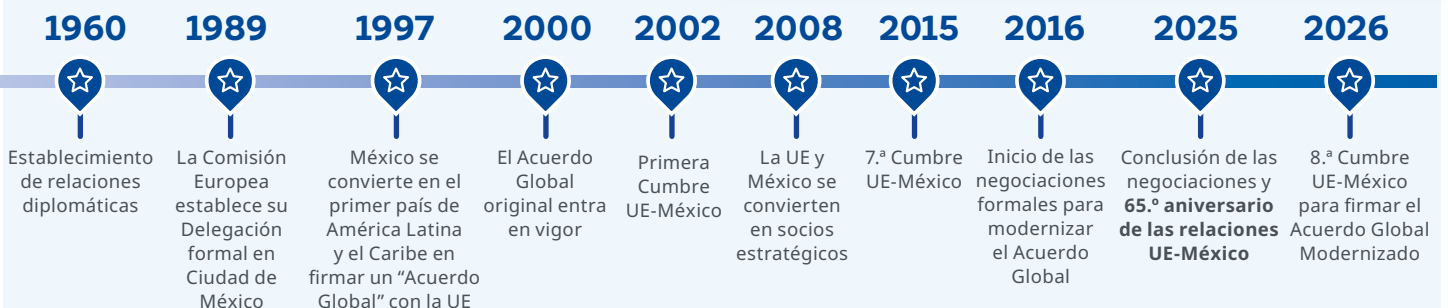 1960
Establecimiento
de relaciones
diplomáticas
1989
La Comisión
Europea
establece su
Delegación
formal en
Ciudad de
México
1997
México se
convierte en el
primer país de
América Latina
y el Caribe en
firmar un “Acuerdo
Global” con la UE
2000
El Acuerdo
Global
original entra
en vigor
2002
Primera
Cumbre
UE-México
2008
La UE y
México se
convierten
en socios
estratégicos
2015
7.ª Cumbre
UE-México
2016
Inicio de las
negociaciones
formales para
modernizar
el Acuerdo
Global
2025
Conclusión de las
negociaciones y
65.º aniversario
de las relaciones
UE-México
2026
8.ª Cumbre
UE-México
para firmar el
Acuerdo Global
Modernizado